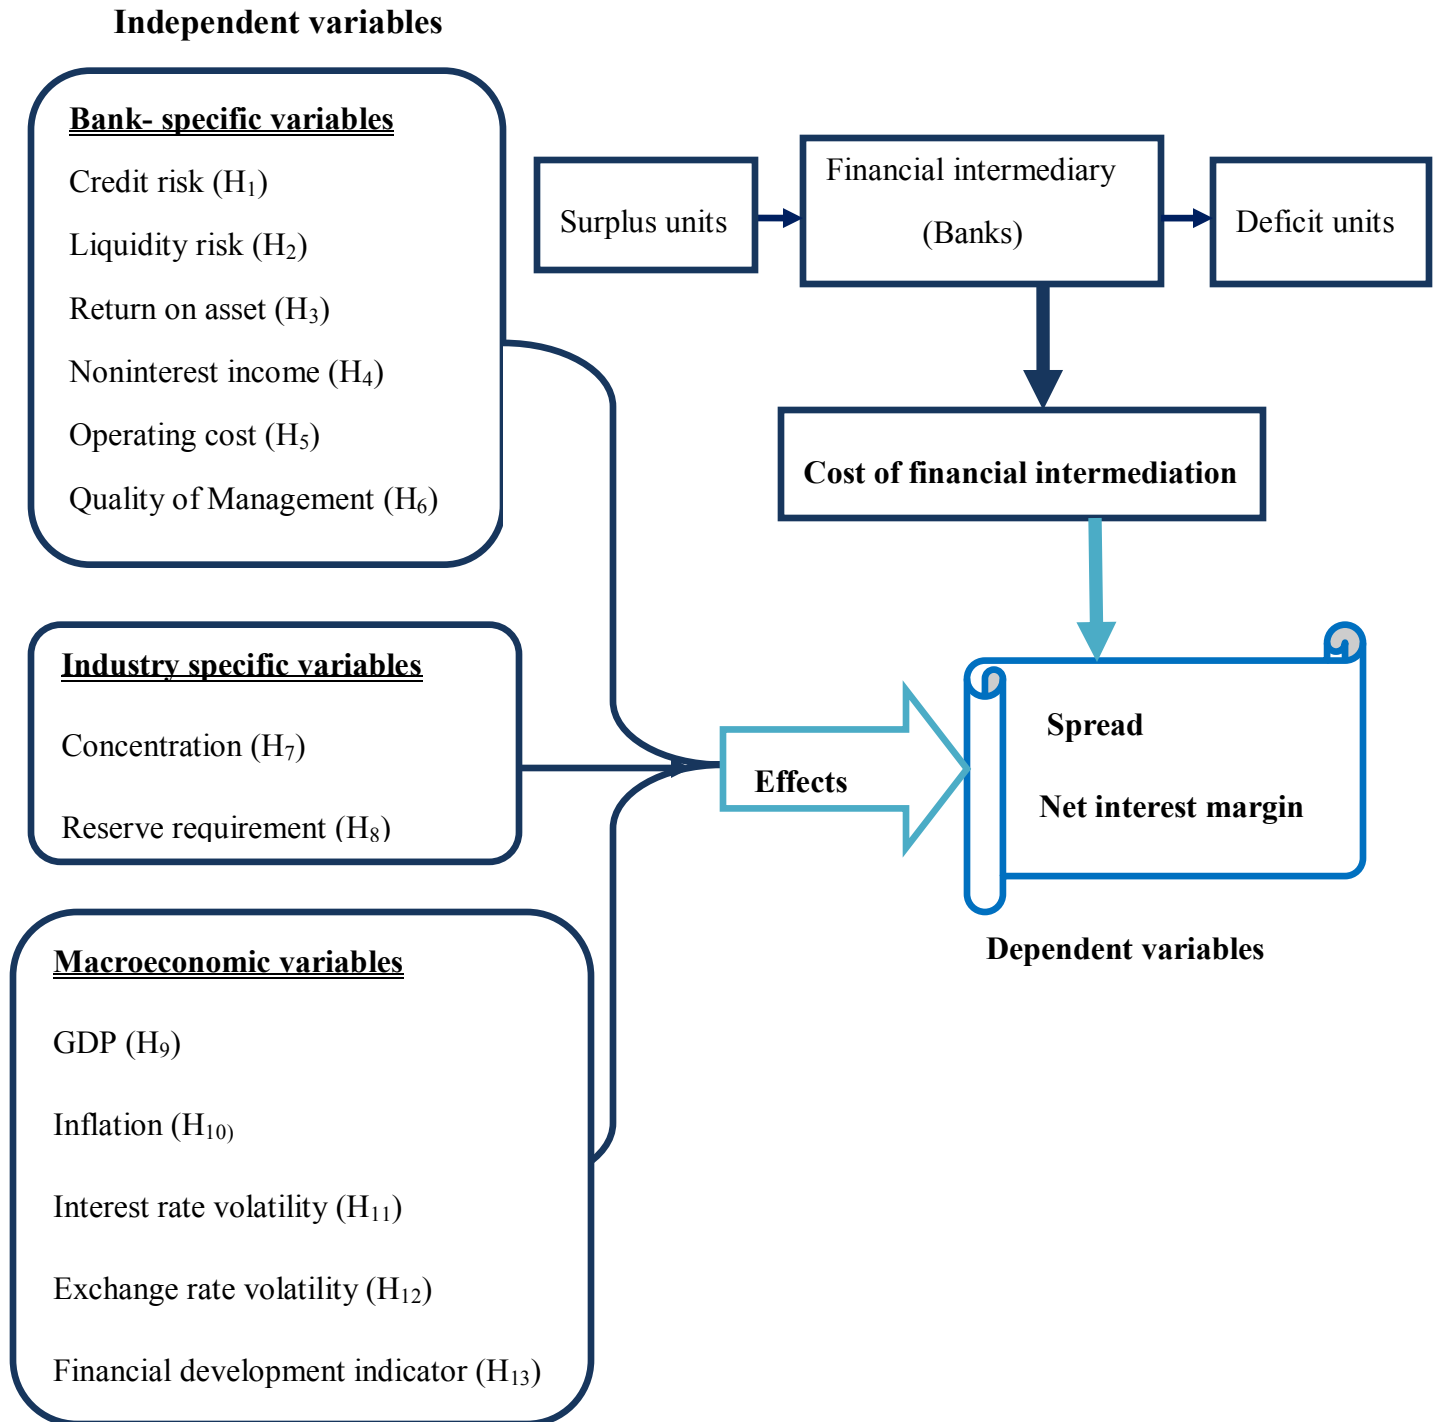 Independent variables
Bank- specific variables
Credit risk (H₁)
Liquidity risk (H₂)
Return on asset (H₃)
Noninterest income (H₄)
Operating cost (H₅)
Quality of Management (H₆)
Industry specific variables
Concentration (H₇)
Reserve requirement (H₈)
Macroeconomic variables
GDP (H₉)
Inflation (H₁₀₎
Interest rate volatility (H₁₁)
Exchange rate volatility (H₁₂)
Financial development indicator (H₁₃)
Surplus units
Financial intermediary
(Banks)
Deficit units
Cost of financial intermediation
Effects
Spread
Net interest margin
Dependent variables